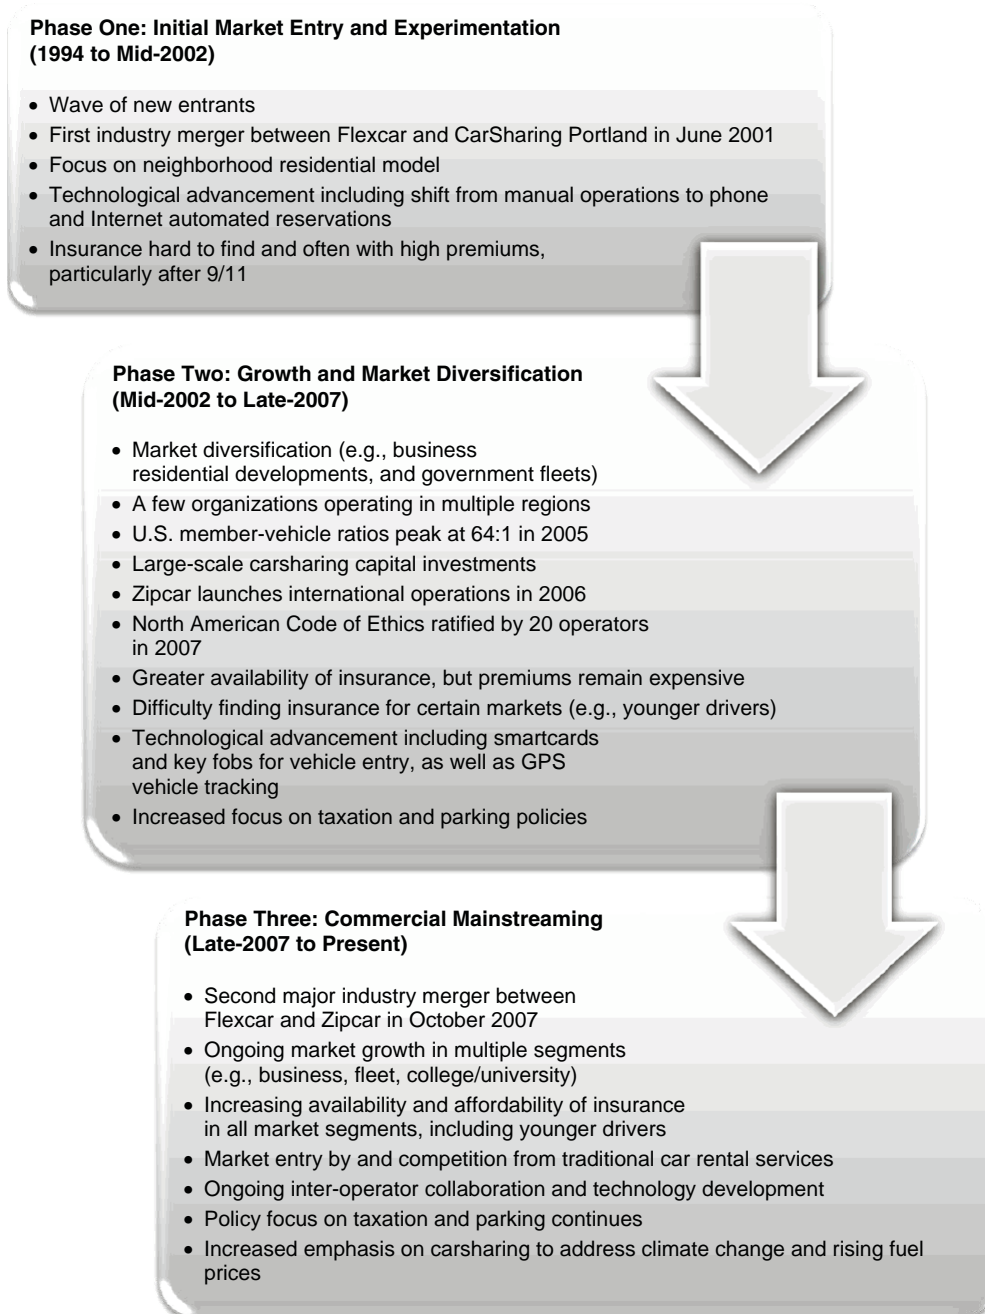 Phase One: Initial Market Entry and Experimentation
(1994 to Mid-2002)
• Wave of new entrants
• First industry merger between Flexcar and CarSharing Portland in June 2001
• Focus on neighborhood residential model
• Technological advancement including shift from manual operations to phone
and Internet automated reservations
• Insurance hard to find and often with high premiums,
particularly after 9/11
Phase Two: Growth and Market Diversification
(Mid-2002 to Late-2007)
• Market diversification (e.g., business
residential developments, and government fleets)
• A few organizations operating in multiple regions
• U.S. member-vehicle ratios peak at 64:1 in 2005
• Large-scale carsharing capital investments
• Zipcar launches international operations in 2006
• North American Code of Ethics ratified by 20 operators
in 2007
• Greater availability of insurance, but premiums remain expensive
• Difficulty finding insurance for certain markets (e.g., younger drivers)
• Technological advancement including smartcards
and key fobs for vehicle entry, as well as GPS
vehicle tracking
• Increased focus on taxation and parking policies
Phase Three: Commercial Mainstreaming
(Late-2007 to Present)
• Second major industry merger between
Flexcar and Zipcar in October 2007
• Ongoing market growth in multiple segments
(e.g., business, fleet, college/university)
• Increasing availability and affordability of insurance
in all market segments, including younger drivers
• Market entry by and competition from traditional car rental services
• Ongoing inter-operator collaboration and technology development
• Policy focus on taxation and parking continues
• Increased emphasis on carsharing to address climate change and rising fuel
prices